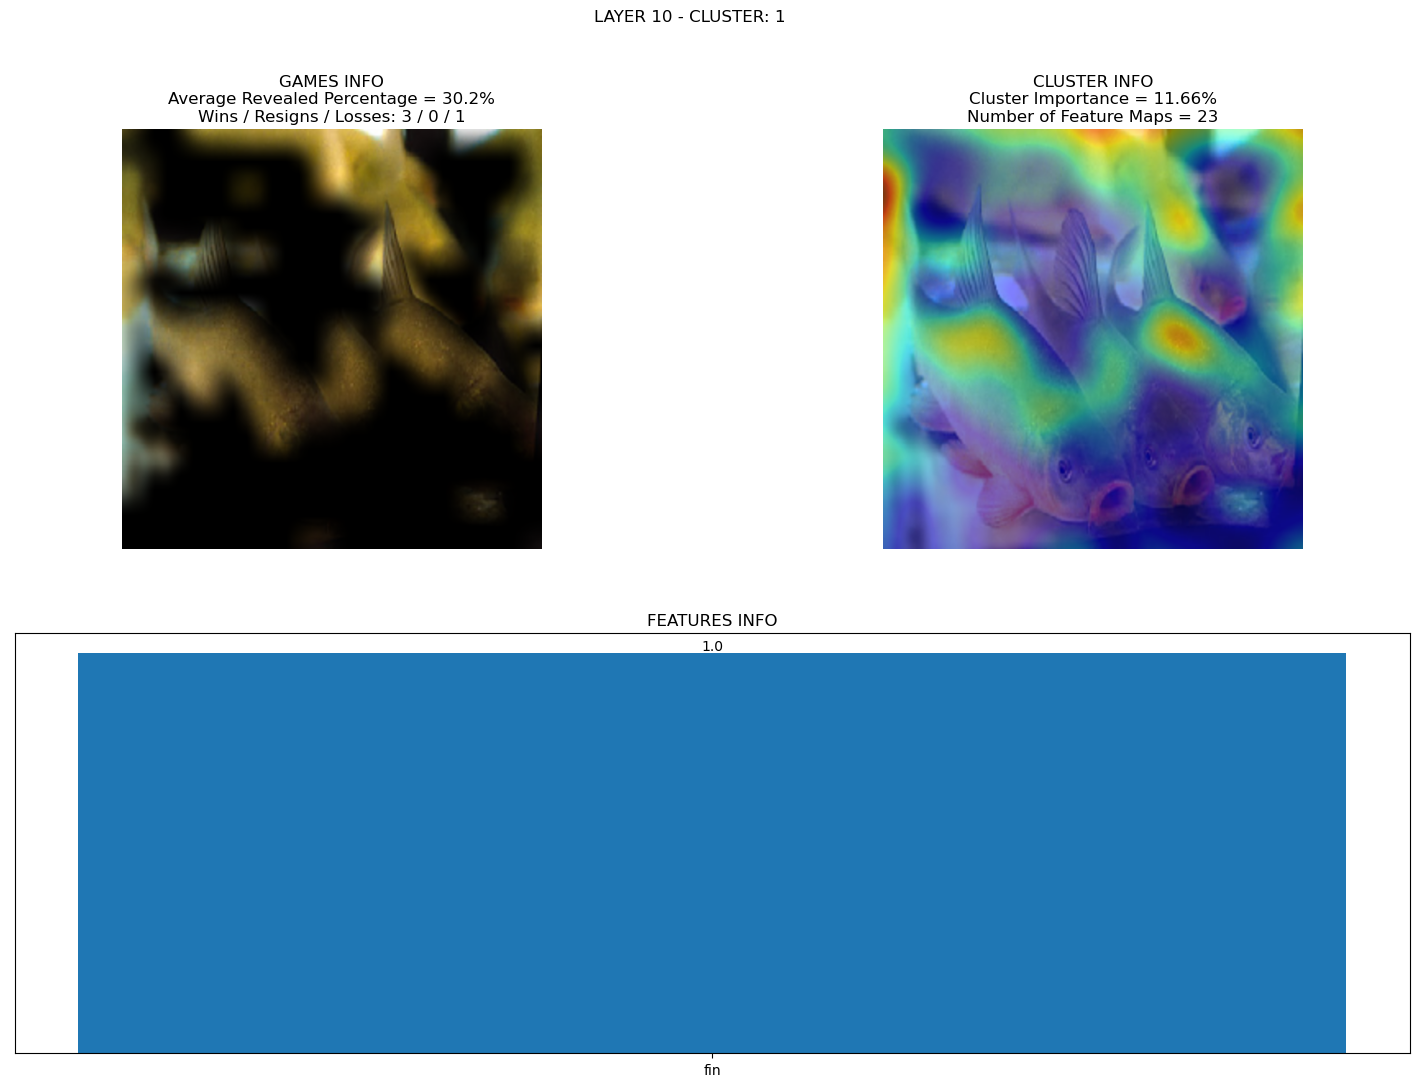 LAYER 10 - CLUSTER: 1
GAMES INFO
Average Revealed Percentage = 30.2%
Wins / Resigns / Losses: 3 / 0 / 1
CLUSTER INFO
Cluster Importance = 11.66%
Number of Feature Maps = 23
FEATURES INFO
1.0
fin